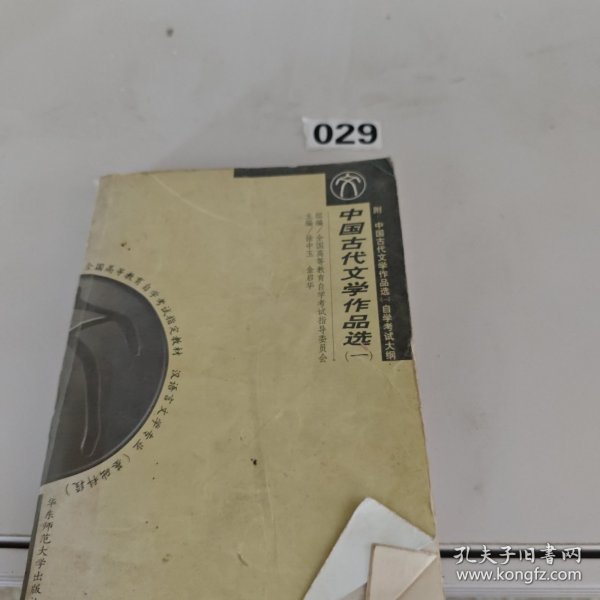 029
附 中国古代文学作品选(一)自学考试大纲
中国古代文学作品选(一)
组编/全国高等教育自学考试指导委员会
主编/徐中玉 金启华
全国高等教育自学考试指定教材 汉语言文学专业(基础科段)
华东师范大学出版
孔夫子旧书网
www.kongfz.com